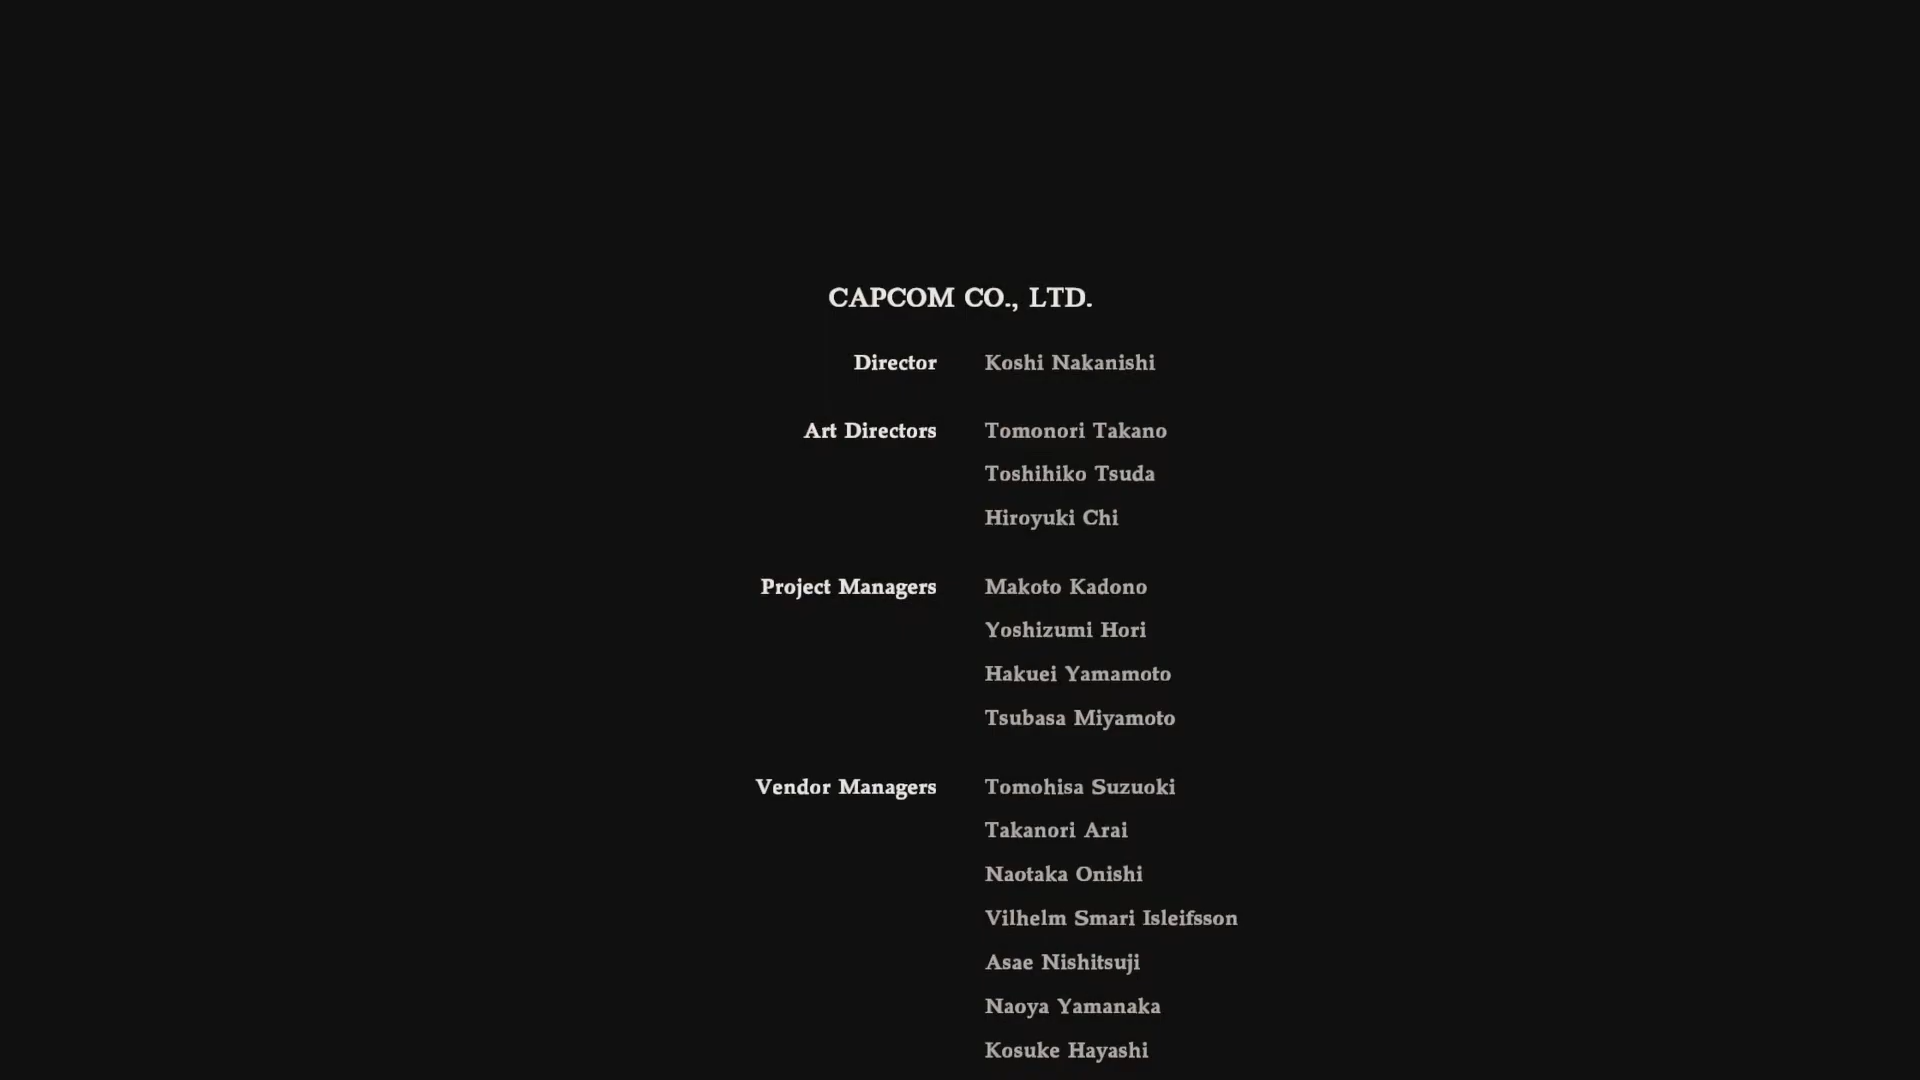 CAPCOM CO., LTD.
Director Koshi Nakanishi
Art Directors Tomonori Takano
Toshihiko Tsuda
Hiroyuki Chi
Project Managers Makoto Kadono
Yoshizumi Hori
Hakuei Yamamoto
Tsubasa Miyamoto
Vendor Managers Tomohisa Suzuoki
Takanori Arai
Naotaka Onishi
Vilhelm Smari Isleifsson
Asae Nishitsuji
Naoya Yamanaka
Kosuke Hayashi